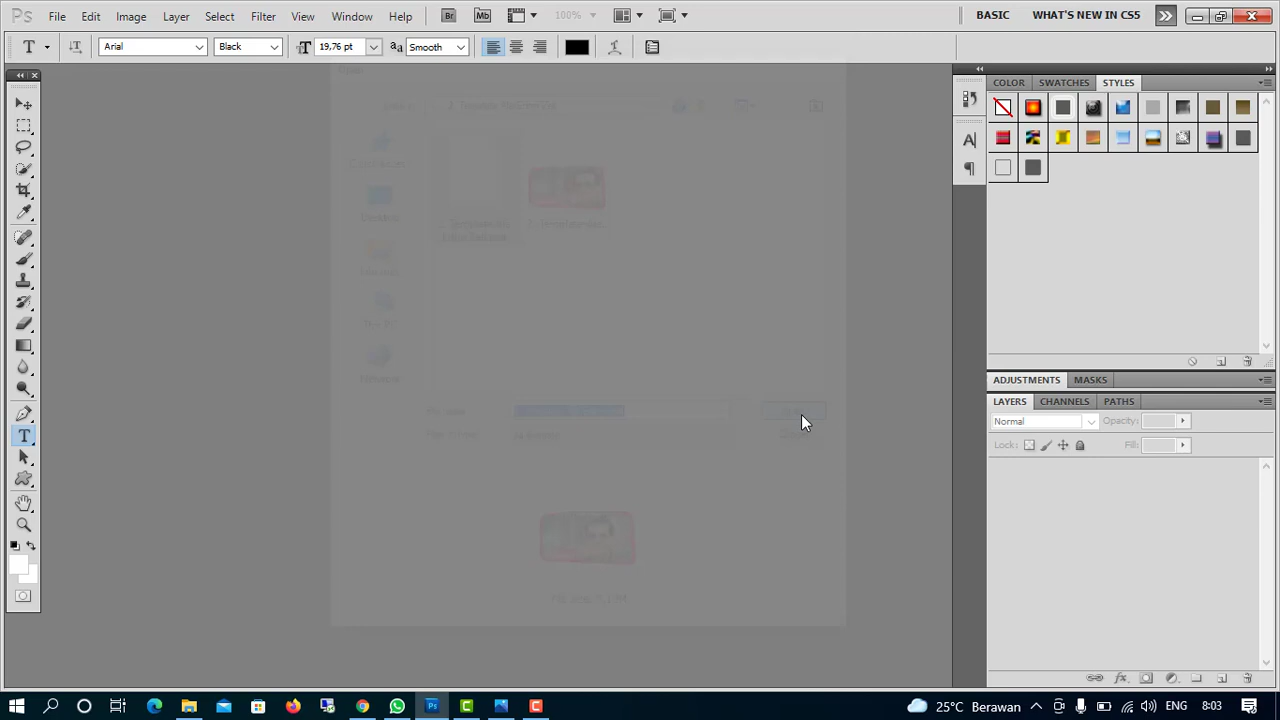 Ps File Edit Image Layer Select Filter View Window Help Br Mb 100% BASIC WHAT'S NEW IN CS5
T Arial Black 19,76 pt aa Smooth
COLOR SWATCHES STYLES
ADJUSTMENTS MASKS
LAYERS CHANNELS PATHS
Normal Opacity:
Lock: Fill:
25°C Berawan ENG 8:03